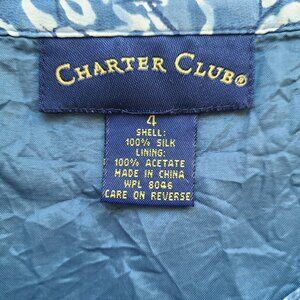 CHARTER CLUB®
4
SHELL:
100% SILK
LINING:
100% ACETATE
MADE IN CHINA
WPL 8046
CARE ON REVERSE